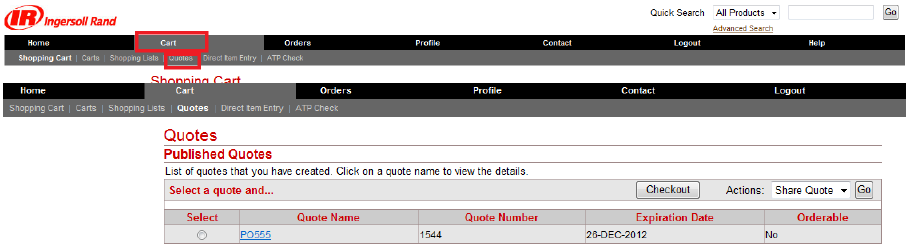 IR Ingersoll Rand
Quick Search All Products Go
Advanced Search
Home Cart Orders Profile Contact Logout Help
Shopping Cart | Carts | Shopping Lists | Quotes | Direct Item Entry | ATP Check
Shopping Cart
Home Cart Orders Profile Contact Logout
Shopping Cart | Carts | Shopping Lists | Quotes | Direct Item Entry | ATP Check
Quotes
Published Quotes
List of quotes that you have created. Click on a quote name to view the details.
Select a quote and... Checkout Actions: Share Quote Go
Select Quote Name Quote Number Expiration Date Orderable
PO555 1544 26-DEC-2012 No